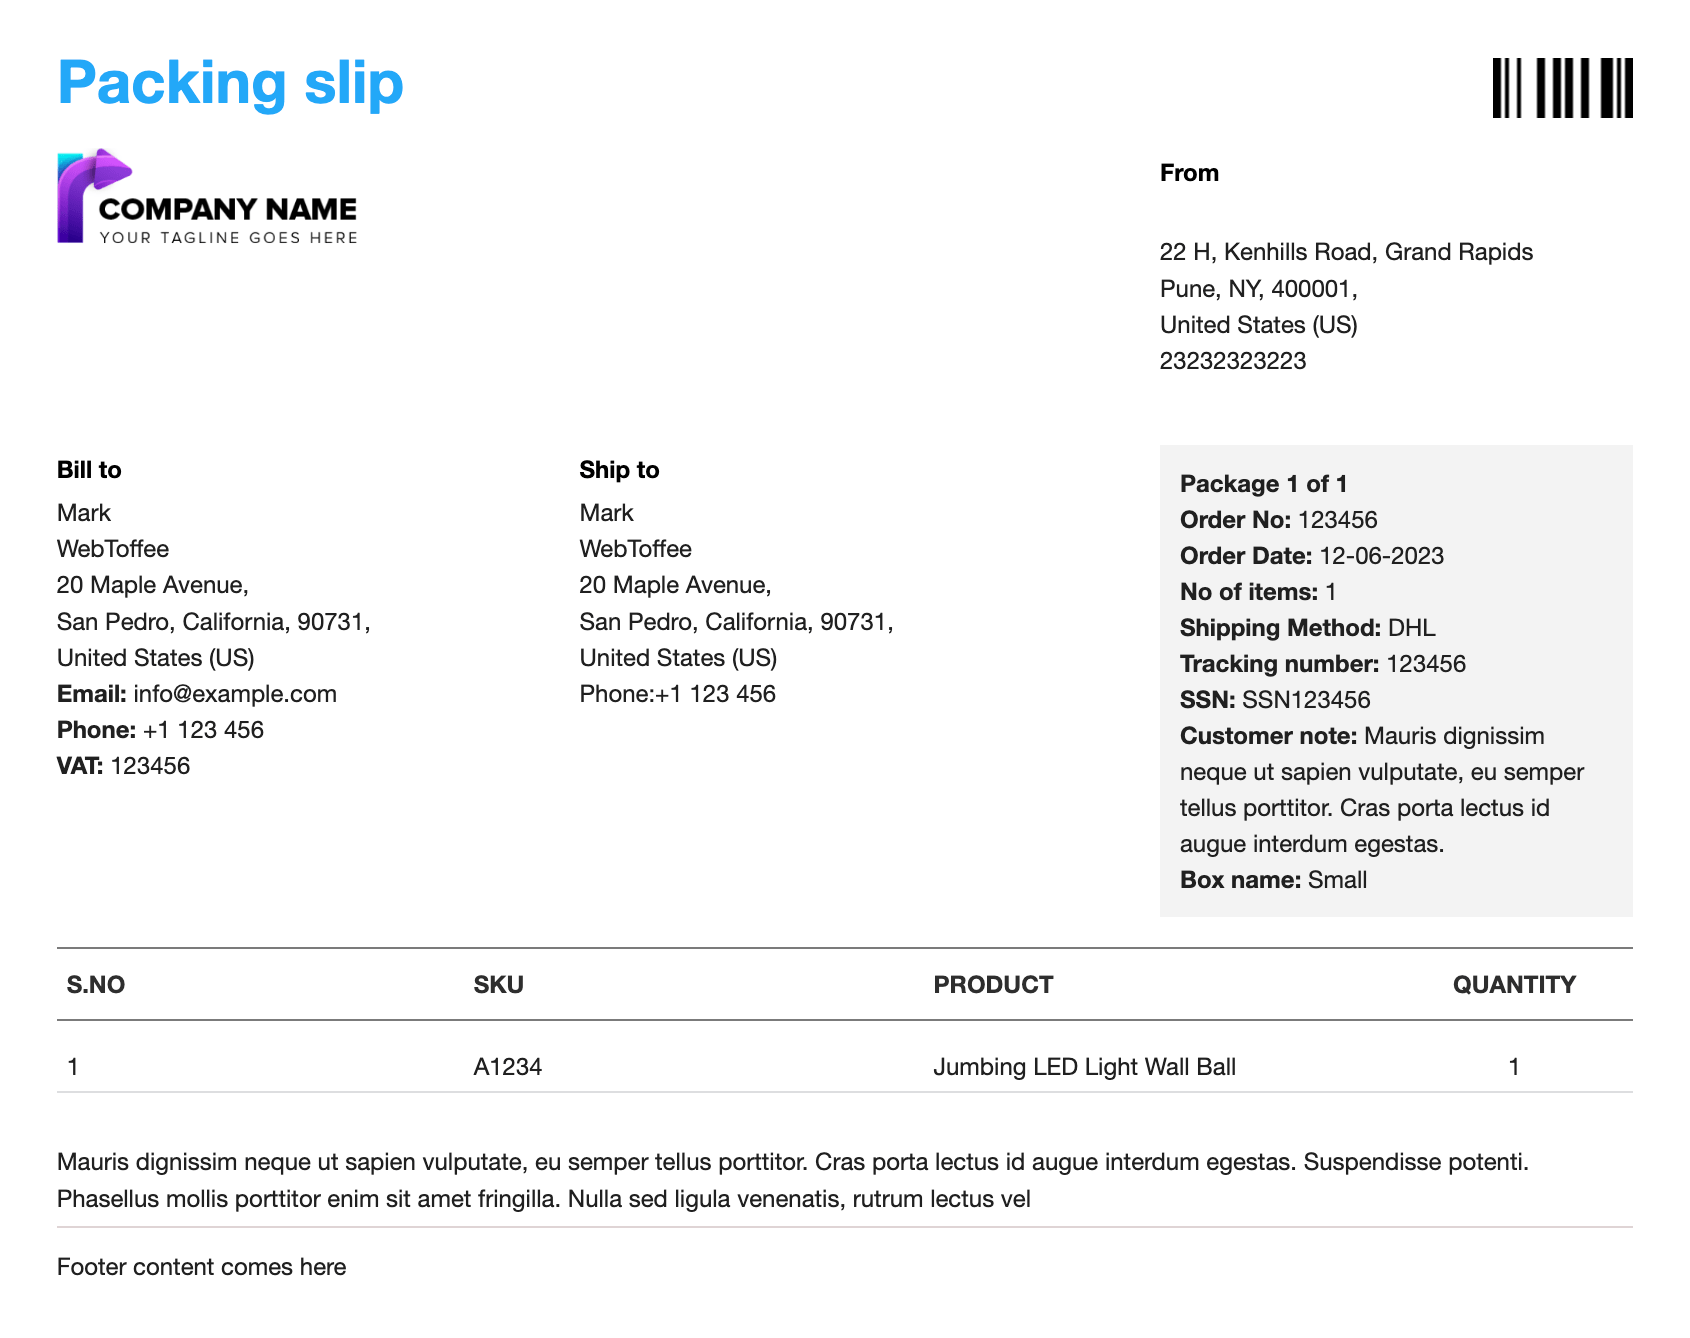 Packing slip
COMPANY NAME
YOUR TAGLINE GOES HERE
From
22 H, Kenhills Road, Grand Rapids
Pune, NY, 400001,
United States (US)
23232323223
Bill to
Mark
WebToffee
20 Maple Avenue,
San Pedro, California, 90731,
United States (US)
Email: info@example.com
Phone: +1 123 456
VAT: 123456
Ship to
Mark
WebToffee
20 Maple Avenue,
San Pedro, California, 90731,
United States (US)
Phone:+1 123 456
Package 1 of 1
Order No: 123456
Order Date: 12-06-2023
No of items: 1
Shipping Method: DHL
Tracking number: 123456
SSN: SSN123456
Customer note: Mauris dignissim
neque ut sapien vulputate, eu semper
tellus porttitor. Cras porta lectus id
augue interdum egestas.
Box name: Small
S.NO SKU PRODUCT QUANTITY
1 A1234 Jumbing LED Light Wall Ball 1
Mauris dignissim neque ut sapien vulputate, eu semper tellus porttitor. Cras porta lectus id augue interdum egestas. Suspendisse potenti.
Phasellus mollis porttitor enim sit amet fringilla. Nulla sed ligula venenatis, rutrum lectus vel
Footer content comes here